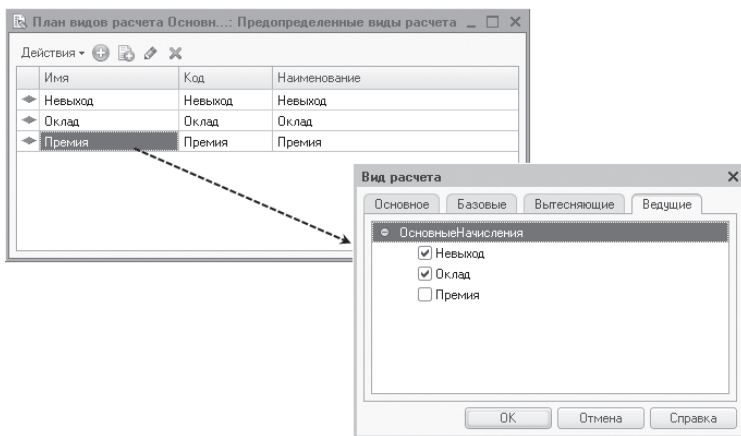 План видов расчета Основн...: Предопределенные виды расчета
Действия
Имя Код Наименование
Невыход Невыход Невыход
Оклад Оклад Оклад
Премия Премия Премия
Вид расчета
Основное Базовые Вытесняющие Ведущие
ОсновныеНачисления
Невыход
Оклад
Премия
OK Отмена Справка